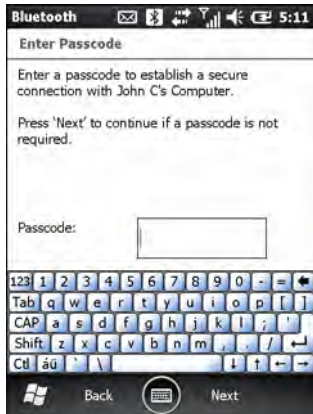 Bluetooth 5:11
Enter Passcode
Enter a passcode to establish a secure
connection with John C's Computer.
Press 'Next' to continue if a passcode is not
required.
Passcode:
123 1 2 3 4 5 6 7 8 9 0 - =
Tab q w e r t y u i o p [ ]
CAP a s d f g h j k l ; '
Shift z x c v b n m , . /
Ctl áü ` \
Back Next